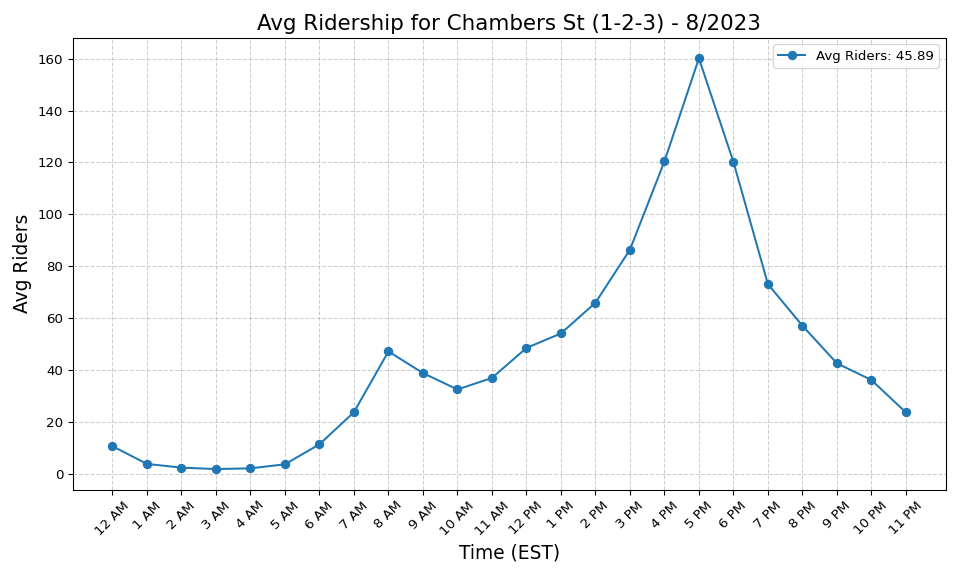 Avg Ridership for Chambers St (1-2-3) - 8/2023
Avg Riders: 45.89
Avg Riders
160
140
120
100
80
60
40
20
0
12 AM
1 AM
2 AM
3 AM
4 AM
5 AM
6 AM
7 AM
8 AM
9 AM
10 AM
11 AM
12 PM
1 PM
2 PM
3 PM
4 PM
5 PM
6 PM
7 PM
8 PM
9 PM
10 PM
11 PM
Time (EST)